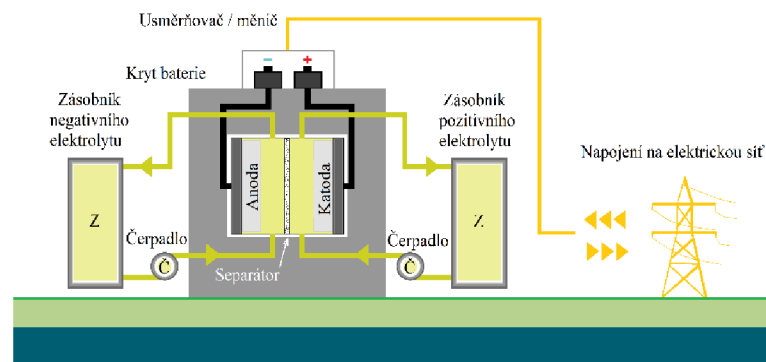 Usměrňovač / měnič
- +
Kryt baterie
Zásobník
negativního
elektrolytu
Zásobník
pozitivního
elektrolytu
Napojení na elektrickou síť
Anoda
Katoda
Z
Z
Čerpadlo
Čerpadlo
Č
Č
Separátor